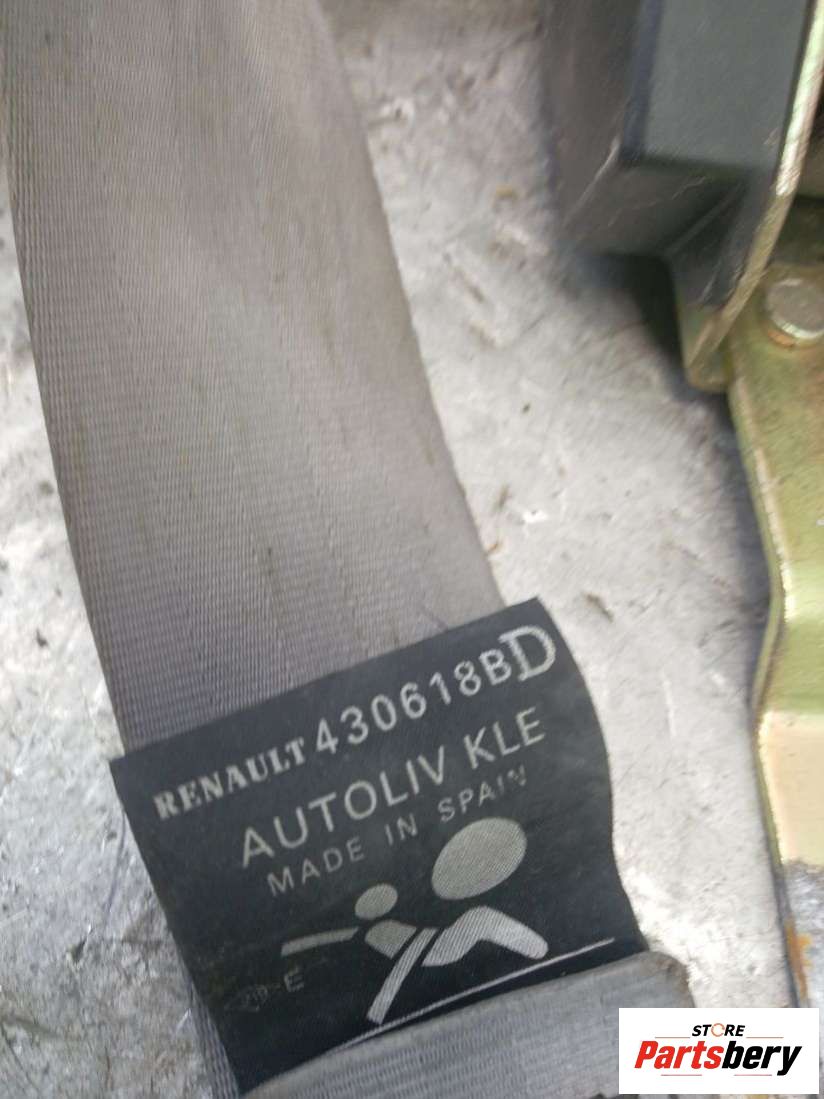 RENAULT 430618BD
AUTOLIV KLE
MADE IN SPAIN
E
STORE
Partsbery